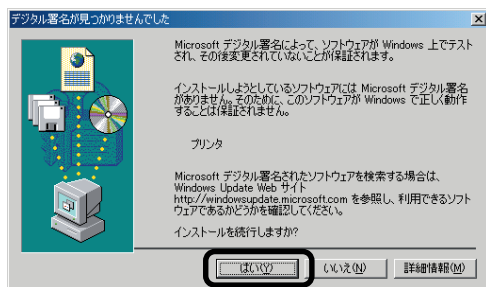 デジタル署名が見つかりませんでした
Microsoft デジタル署名によって、ソフトウェアが Windows 上でテスト
され、その後変更されていないことが保証されます。
インストールしようとしているソフトウェアには Microsoft デジタル署名
がありません。そのために、このソフトウェアが Windows で正しく動作
することは保証されません。
プリンタ
Microsoft デジタル署名されたソフトウェアを検索する場合は、
Windows Update Web サイト
http://windowsupdate.microsoft.com を参照し、利用できるソフト
ウェアであるかどうかを確認してください。
インストールを続行しますか?
はい(Y) いいえ(N) 詳細情報(M)